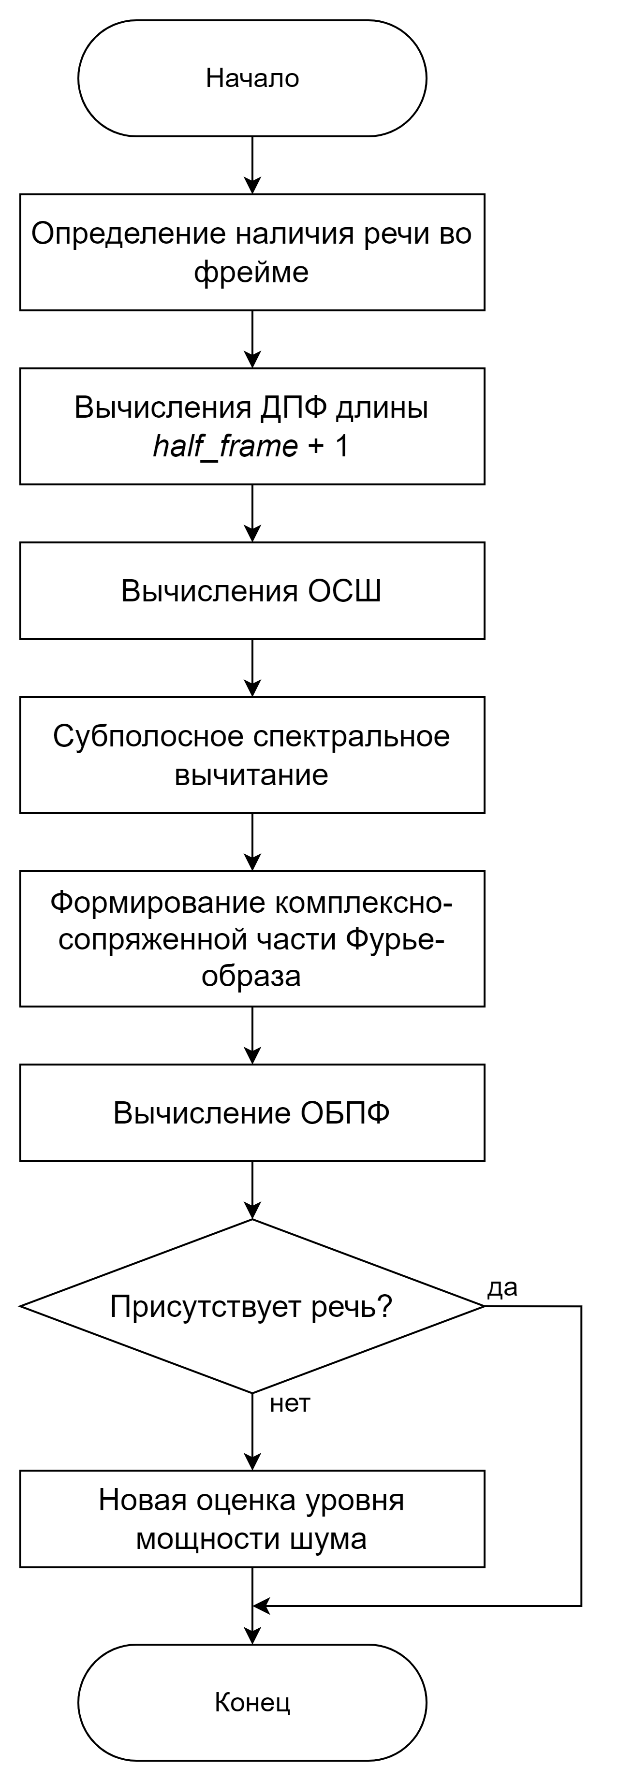 Начало
Определение наличия речи во
фрейме
Вычисления ДПФ длины
half_frame + 1
Вычисления ОСШ
Субполосное спектральное
вычитание
Формирование комплексно-
сопряженной части Фурье-
образа
Вычисление ОБПФ
Присутствует речь?
да
нет
Новая оценка уровня
мощности шума
Конец